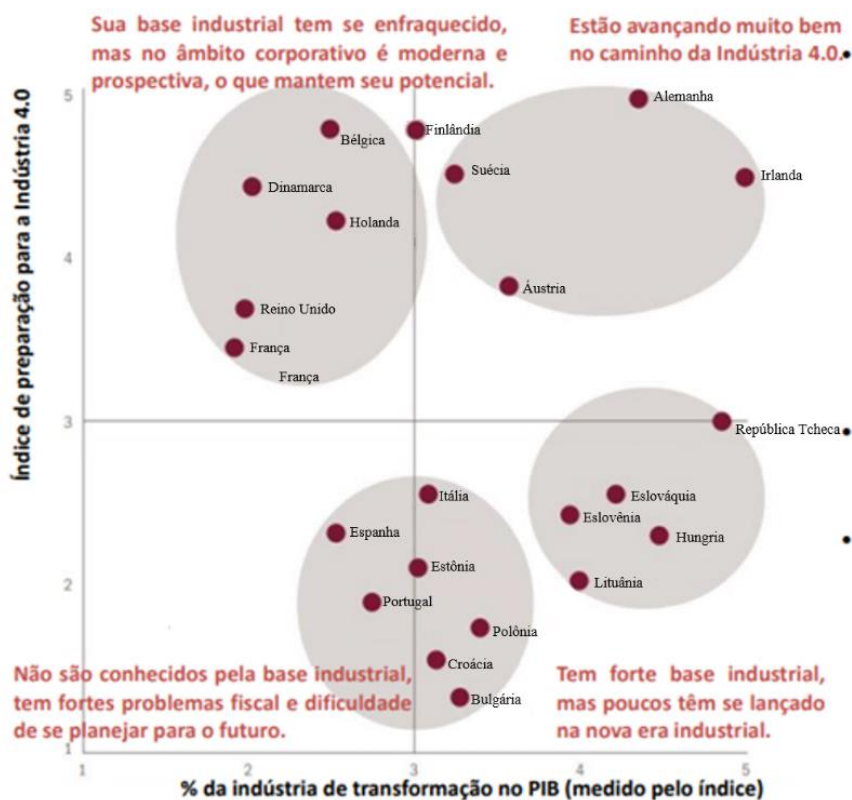 Sua base industrial tem se enfraquecido,
mas no âmbito corporativo é moderna e
prospectiva, o que mantem seu potencial.
Estão avançando muito bem
no caminho da Indústria 4.0.
Índice de preparação para a Indústria 4.0
5
4
3
2
1
Alemanha
Bélgica
Finlândia
Suécia
Irlanda
Dinamarca
Holanda
Áustria
Reino Unido
França
França
República Tcheca
Itália
Eslováquia
Eslovênia
Espanha
Hungria
Estônia
Lituânia
Portugal
Polônia
Croácia
Bulgária
Não são conhecidos pela base industrial,
tem fortes problemas fiscal e dificuldade
de se planejar para o futuro.
Tem forte base industrial,
mas poucos têm se lançado
na nova era industrial.
1 2 3 4 5
% da indústria de transformação no PIB (medido pelo índice)